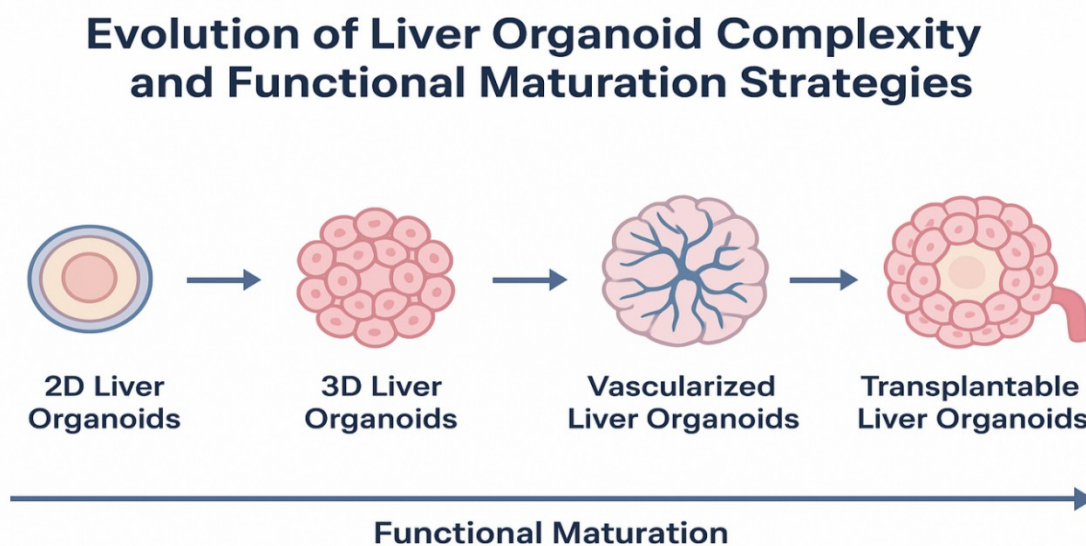 Evolution of Liver Organoid Complexity
and Functional Maturation Strategies
2D Liver
Organoids
3D Liver
Organoids
Vascularized
Liver Organoids
Transplantable
Liver Organoids
Functional Maturation